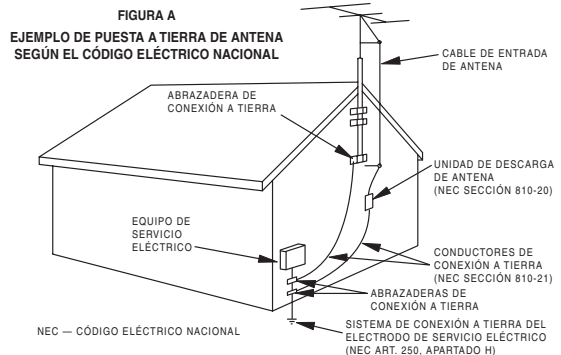 FIGURA A
EJEMPLO DE PUESTA A TIERRA DE ANTENA
SEGÚN EL CÓDIGO ELÉCTRICO NACIONAL
CABLE DE ENTRADA
DE ANTENA
ABRAZADERA DE
CONEXIÓN A TIERRA
UNIDAD DE DESCARGA
DE ANTENA
(NEC SECCIÓN 810-20)
EQUIPO DE
SERVICIO
ELÉCTRICO
CONDUCTORES DE
CONEXIÓN A TIERRA
(NEC SECCIÓN 810-21)
ABRAZADERAS DE
CONEXIÓN A TIERRA
NEC — CÓDIGO ELÉCTRICO NACIONAL
SISTEMA DE CONEXIÓN A TIERRA DEL
ELECTRODO DE SERVICIO ELÉCTRICO
(NEC ART. 250, APARTADO H)